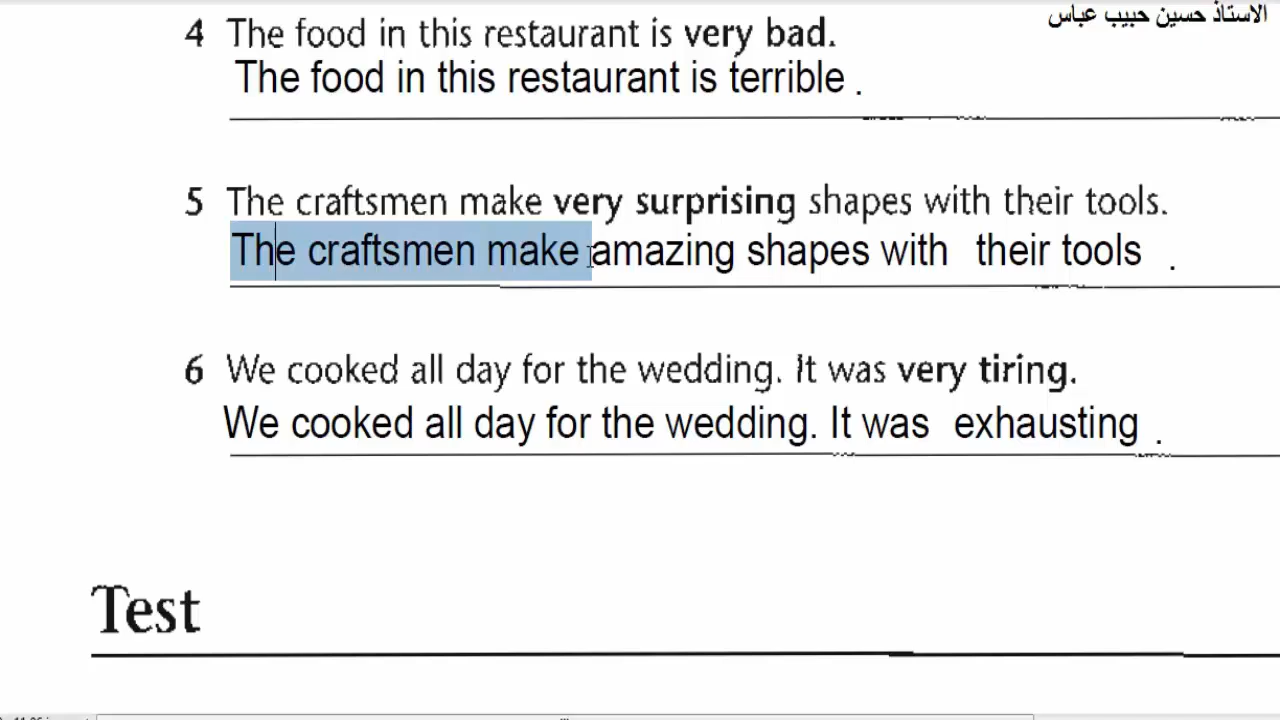 الاستاذ حسين حبيب عباس
4 The food in this restaurant is very bad.
The food in this restaurant is terrible .
5 The craftsmen make very surprising shapes with their tools.
The craftsmen make amazing shapes with their tools .
6 We cooked all day for the wedding. It was very tiring.
We cooked all day for the wedding. It was exhausting .
Test